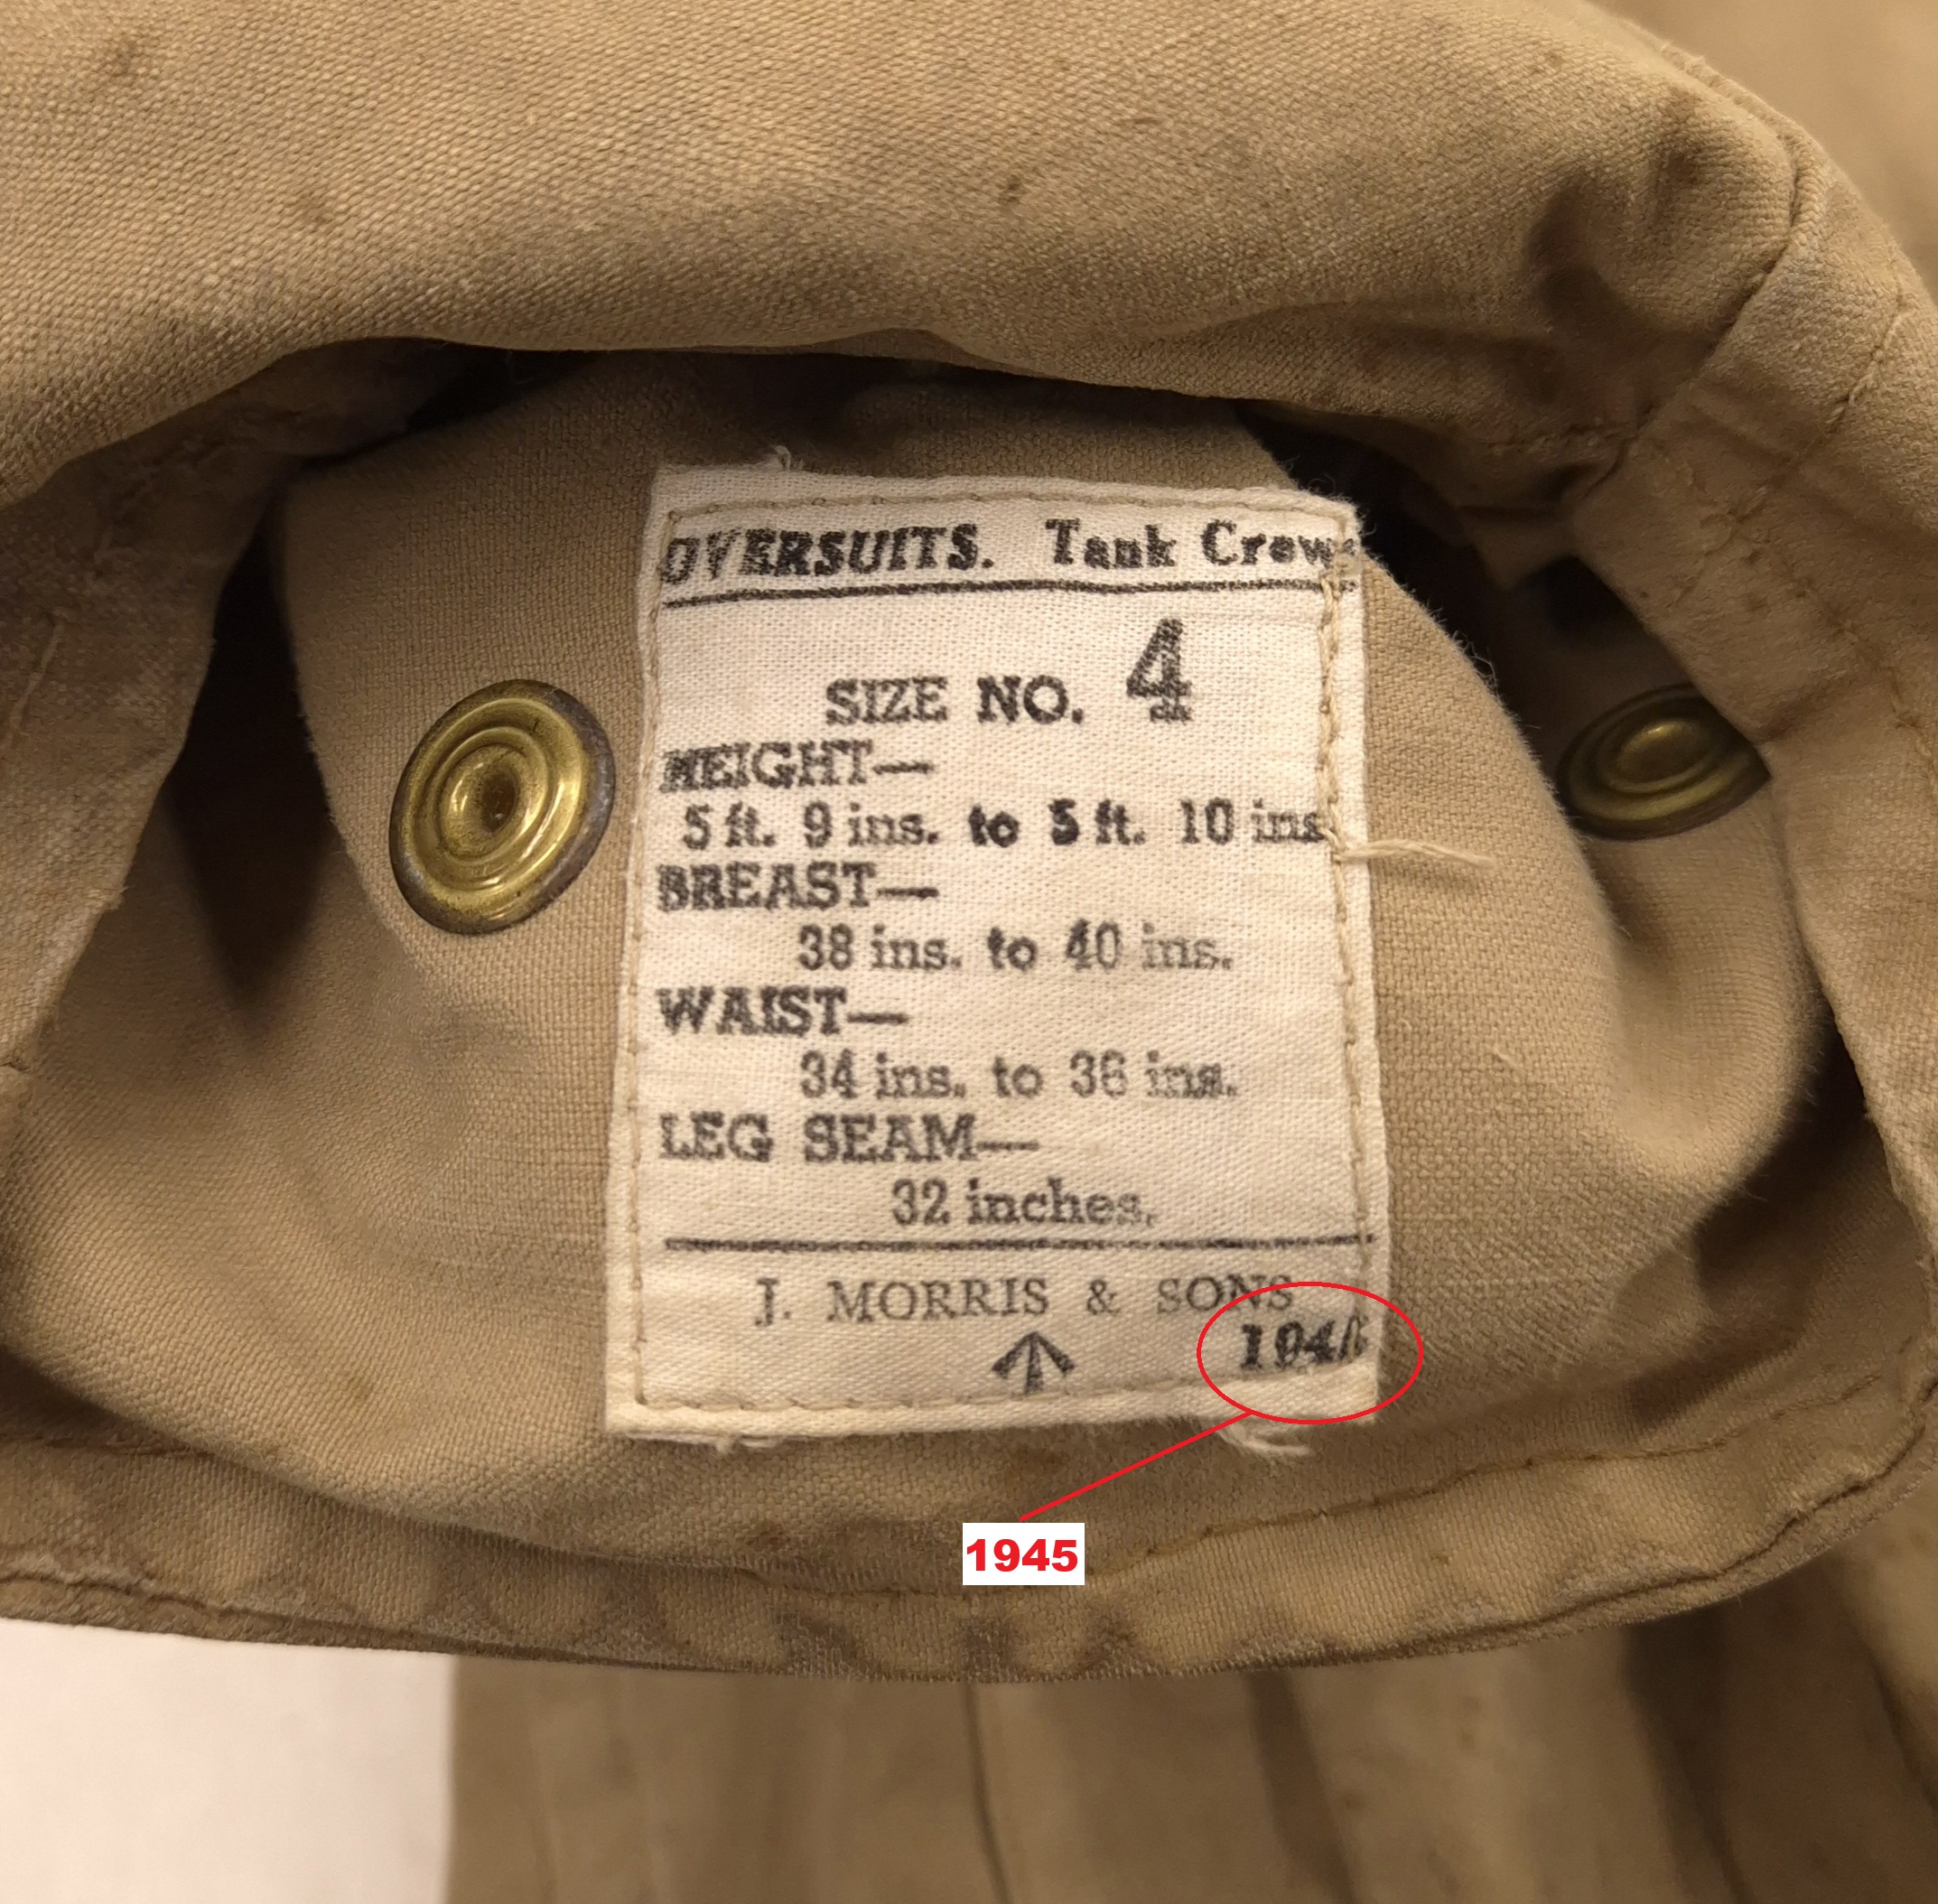 OVERSUITS. Tank Crews
SIZE NO. 4
HEIGHT—
5 ft. 9 ins. to 5 ft. 10 ins
BREAST—
38 ins. to 40 ins.
WAIST—
34 ins. to 36 ins.
LEG SEAM—
32 inches.
J. MORRIS & SONS
1945
1945